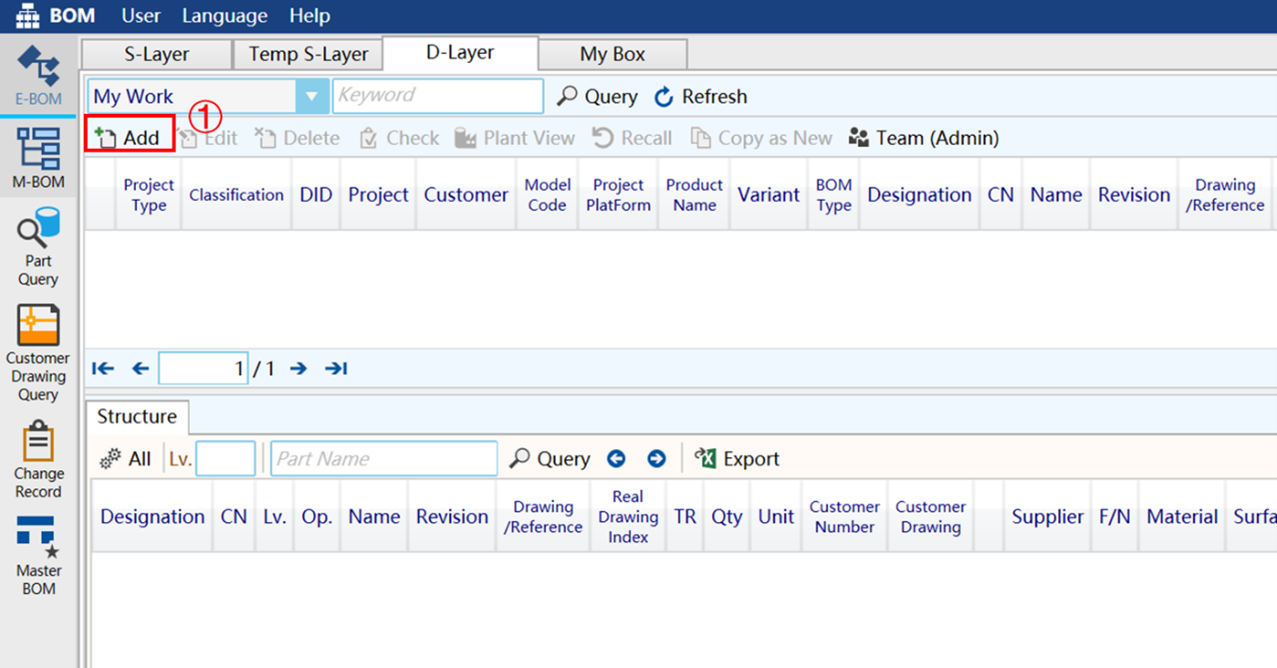 BOM User Language Help
S-Layer Temp S-Layer D-Layer My Box
E-BOM
M-BOM
Part
Query
Customer
Drawing
Query
Change
Record
Master
BOM
My Work Keyword Query Refresh
①
Add Edit Delete Check Plant View Recall Copy as New Team (Admin)
Project Type Classification DID Project Customer Model Code Project PlatForm Product Name Variant BOM Type Designation CN Name Revision Drawing /Reference
1 / 1
Structure
All Lv. Part Name Query Export
Designation CN Lv. Op. Name Revision Drawing /Reference Real Drawing Index TR Qty Unit Customer Number Customer Drawing Supplier F/N Material Surfa